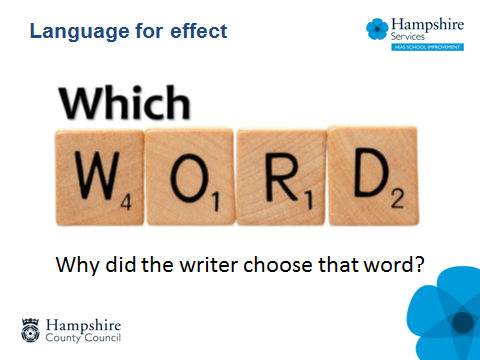 Language for effect
Hampshire
Services
HIAS SCHOOL IMPROVEMENT
Which
W4 O1 R1 D2
Why did the writer choose that word?
Hampshire
County Council